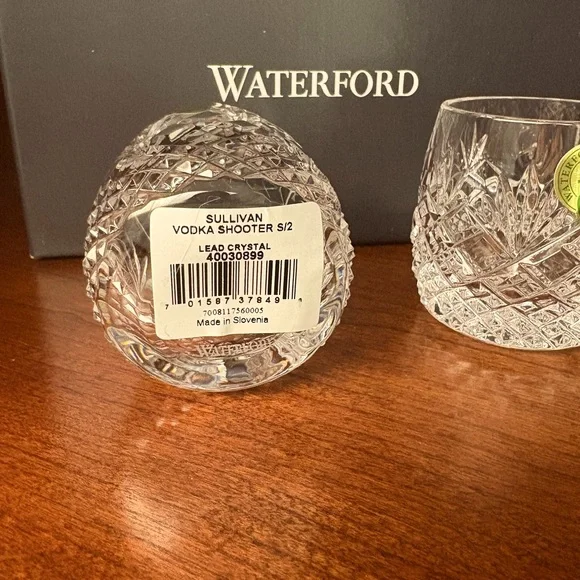 WATERFORD
SULLIVAN
VODKA SHOOTER S/2
LEAD CRYSTAL
40030899
7 01587 37849
7008117560005
Made in Slovenia
WATERFORD